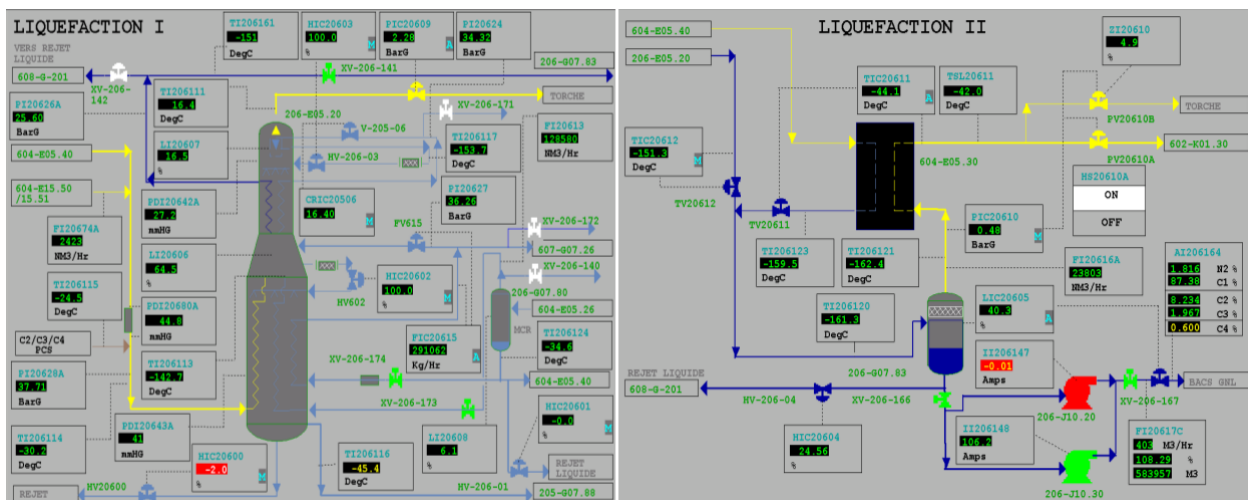 LIQUEFACTION I
VERS REJET
LIQUIDE
608-G-201
XV-206-
142
TI206161
-151
DegC
HIC20603
100.0
%
M
PIC20609
2.28
BarG
A
PI20624
34.32
BarG
XV-206-141
206-G07.83
PI20626A
25.60
BarG
TI206111
16.4
DegC
206-E05.20
TORCHE
XV-206-171
V-205-06
FI20613
128580
NM3/Hr
TI206117
-153.7
DegC
LI20607
16.5
%
604-E05.40
HV-206-03
604-E15.50
/15.51
PDI20642A
27.2
mmHG
CRIC20506
16.40
M
PI20627
36.26
BarG
FI20674A
2423
NM3/Hr
FV615
XV-206-172
607-G07.26
LI20606
64.5
%
XV-206-140
TI206115
-24.5
DegC
HIC20602
100.0
%
M
HV602
206-G07.80
604-E05.26
MCR
PDI20680A
44.8
mmHG
FIC20615
291062
Kg/Hr
A
TI206124
-34.6
DegC
C2/C3/C4
PCS
TI206113
-142.7
DegC
XV-206-174
604-E05.40
PI20628A
37.71
BarG
XV-206-173
HIC20601
-0.0
%
M
PDI20643A
41
mmHG
LI20608
6.1
%
TI206114
-30.2
DegC
HIC20600
-2.0
%
M
TI206116
-45.4
DegC
REJET
LIQUIDE
REJET
HV20600
HV-206-01
205-G07.88
LIQUEFACTION II
604-E05.40
206-E05.20
ZI20610
4.9
%
TIC20611
-44.1
DegC
A
TSL20611
-42.0
DegC
TORCHE
PV20610B
TIC20612
-151.3
DegC
M
604-E05.30
PV20610A
602-K01.30
HS20610A
ON
OFF
TV20612
TV20611
PIC20610
0.48
BarG
M
TI206123
-159.5
DegC
TI206121
-162.4
DegC
FI20616A
23803
NM3/Hr
AI206164
1.816 N2 %
87.38 C1 %
8.234 C2 %
1.967 C3 %
0.600 C4 %
TI206120
-161.3
DegC
LIC20605
40.3
%
A
206-G07.83
II206147
-0.01
Amps
REJET LIQUIDE
608-G-201
HV-206-04
XV-206-166
206-J10.20
XV-206-167
BACS GNL
HIC20604
24.56
%
II206148
106.2
Amps
FI20617C
403 M3/Hr
108.29 %
583957 M3
206-J10.30